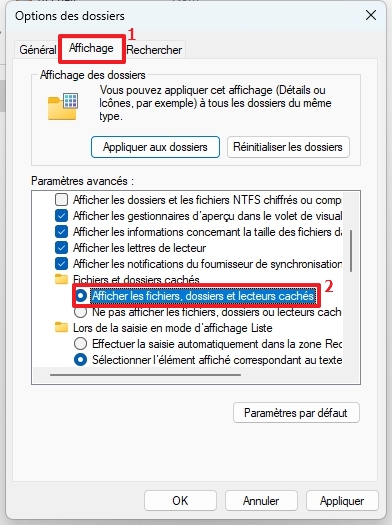 Options des dossiers
1
Général Affichage Rechercher
Affichage des dossiers
Vous pouvez appliquer cet affichage (Détails ou
Icônes, par exemple) à tous les dossiers du même
type.
Appliquer aux dossiers Réinitialiser les dossiers
Paramètres avancés :
Afficher les dossiers et les fichiers NTFS chiffrés ou comp
Afficher les gestionnaires d'aperçu dans le volet de visual
Afficher les informations concernant la taille des fichiers da
Afficher les lettres de lecteur
Afficher les notifications du fournisseur de synchronisation
Fichiers et dossiers cachés
Afficher les fichiers, dossiers et lecteurs cachés 2
Ne pas afficher les fichiers, dossiers ou lecteurs cach
Lors de la saisie en mode d'affichage Liste
Effectuer la saisie automatiquement dans la zone Rec
Sélectionner l'élément affiché correspondant au texte
Paramètres par défaut
OK Annuler Appliquer